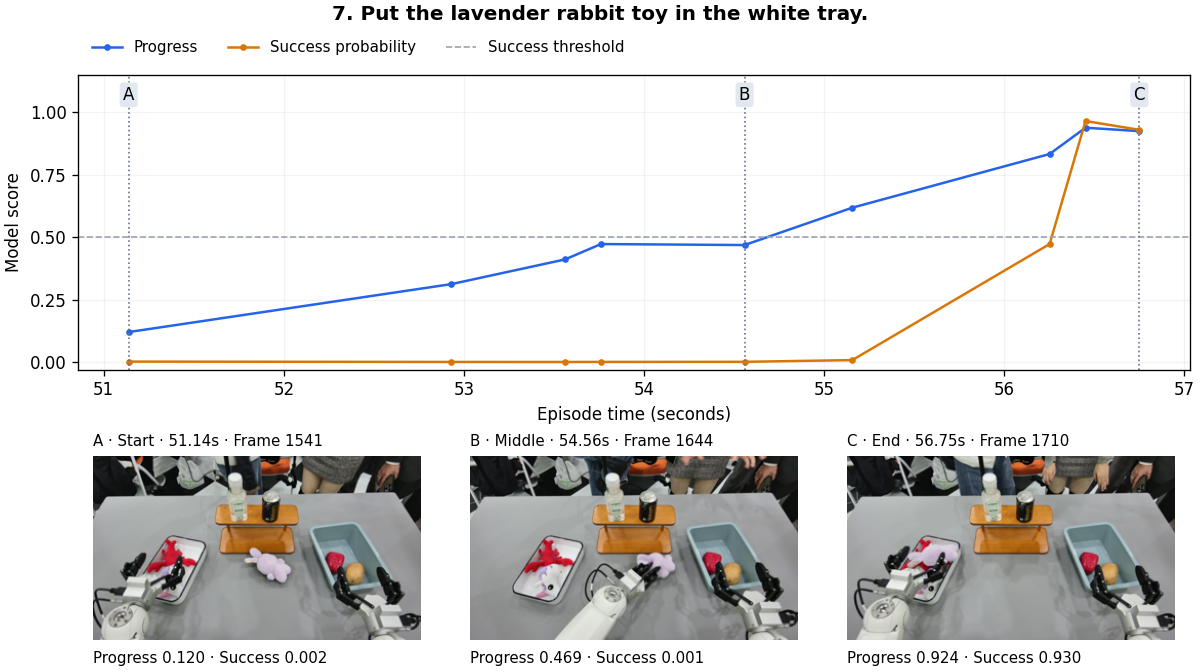 7. Put the lavender rabbit toy in the white tray.
Progress
Success probability
Success threshold
A
B
C
Model score
1.00
0.75
0.50
0.25
0.00
51
52
53
54
55
56
57
Episode time (seconds)
A · Start · 51.14s · Frame 1541
B · Middle · 54.56s · Frame 1644
C · End · 56.75s · Frame 1710
Progress 0.120 · Success 0.002
Progress 0.469 · Success 0.001
Progress 0.924 · Success 0.930